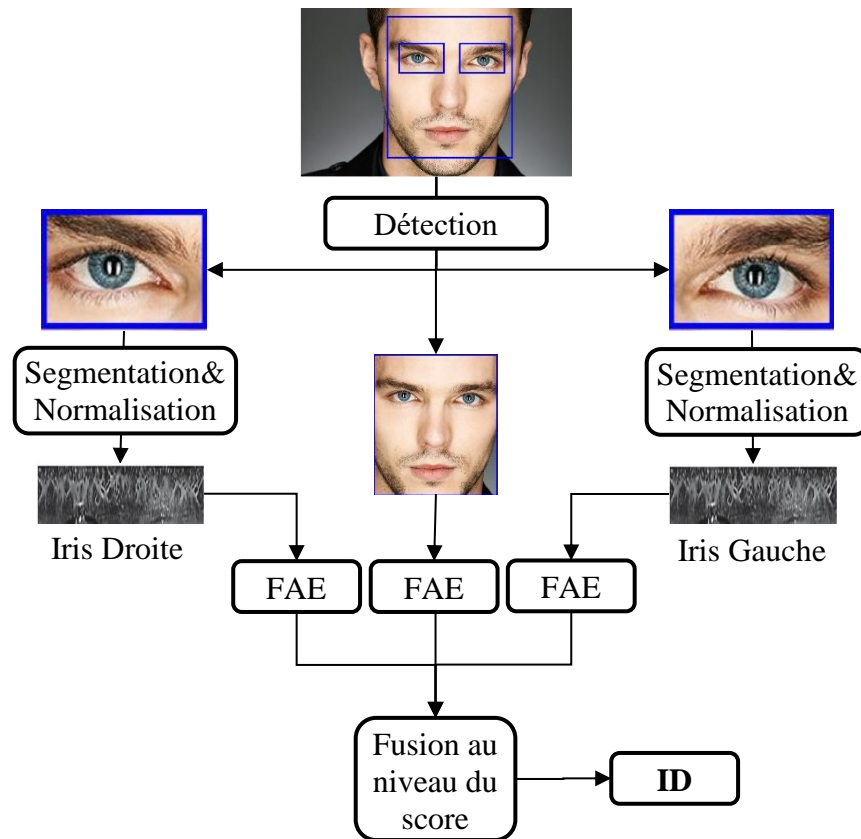 Détection
Segmentation&
Normalisation
Segmentation&
Normalisation
Iris Droite
Iris Gauche
FAE
FAE
FAE
Fusion au
niveau du
score
ID